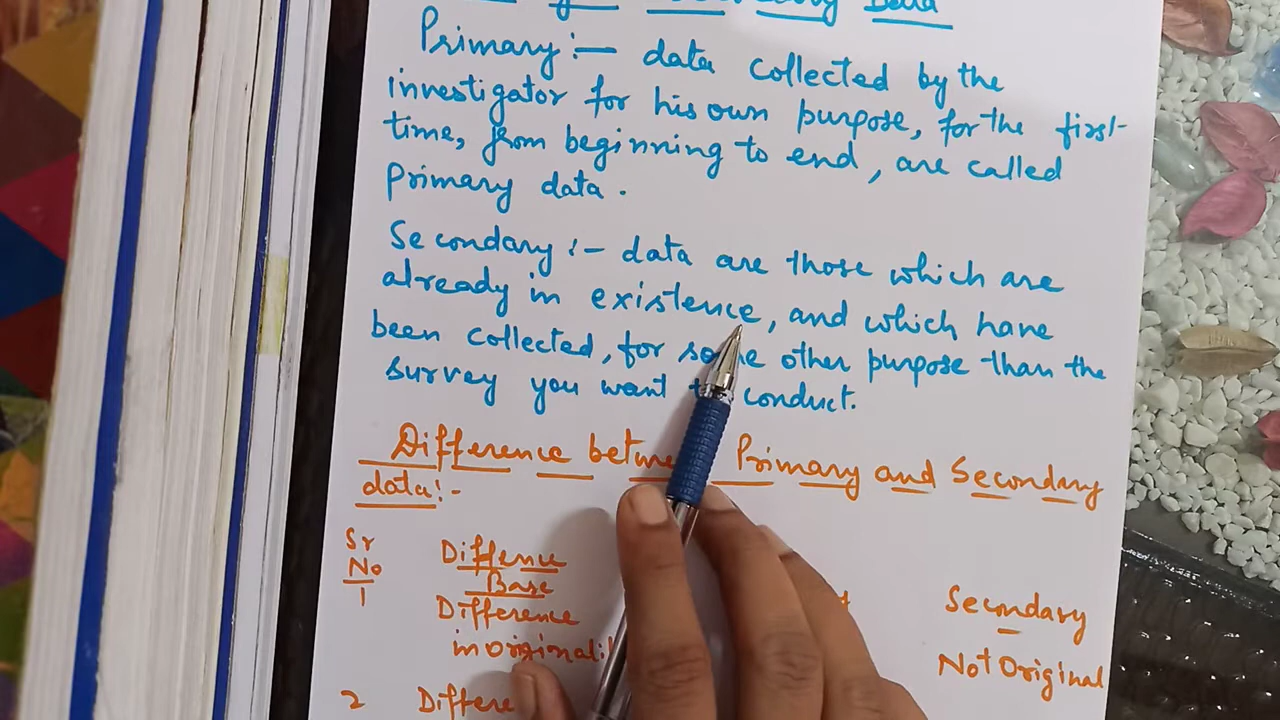 Primary :- data collected by the
investigator for his own purpose, for the first-
time, from beginning to end, are called
Primary data.
Secondary :- data are those which are
already in existence, and which have
been collected, for some other purpose than the
survey you want to conduct.
Difference between Primary and Secondary
data :-
Sr
No
Diffence
Base
Secondary
1
Difference
in originali
Not Original
2